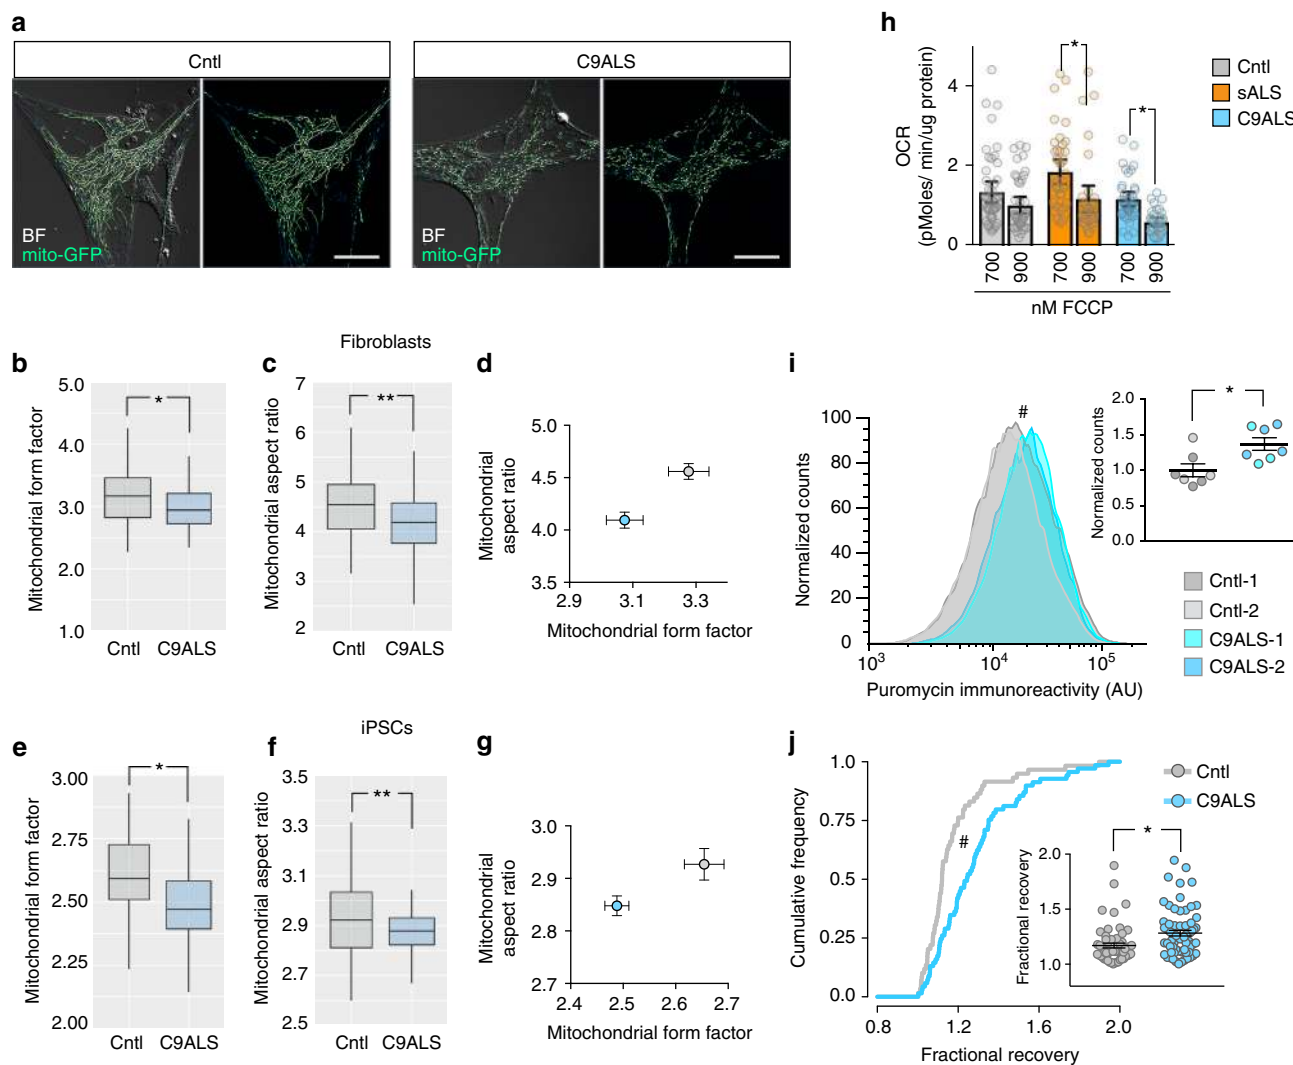 a
Cntl
C9ALS
BF
mito-GFP
BF
mito-GFP
h
OCR
(pMoles/ min/ug protein)
4
2
0
*
*
700
900
700
900
700
900
nM FCCP
Cntl
sALS
C9ALS
Fibroblasts
b
Mitochondrial form factor
5.0
4.0
3.0
2.0
1.0
*
Cntl
C9ALS
c
Mitochondrial aspect ratio
7
6
5
4
3
2
**
Cntl
C9ALS
d
Mitochondrial
aspect ratio
5.0
4.5
4.0
3.5
2.9
3.1
3.3
Mitochondrial form factor
i
Normalized counts
100
80
60
40
20
0
#
10³
10⁴
10⁵
Puromycin immunoreactivity (AU)
Normalized counts
2.0
1.5
1.0
0.5
0.0
*
Cntl-1
Cntl-2
C9ALS-1
C9ALS-2
iPSCs
e
Mitochondrial form factor
3.00
2.75
2.50
2.25
2.00
*
Cntl
C9ALS
f
Mitochondrial aspect ratio
3.5
3.3
3.1
2.9
2.7
2.5
**
Cntl
C9ALS
g
Mitochondrial
aspect ratio
3.0
2.9
2.8
2.7
2.4
2.5
2.6
2.7
Mitochondrial form factor
j
Cumulative frequency
1.0
0.75
0.5
0.25
0.0
#
0.8
1.2
1.6
2.0
Fractional recovery
Cntl
C9ALS
Fractional recovery
2.0
1.5
1.0
*